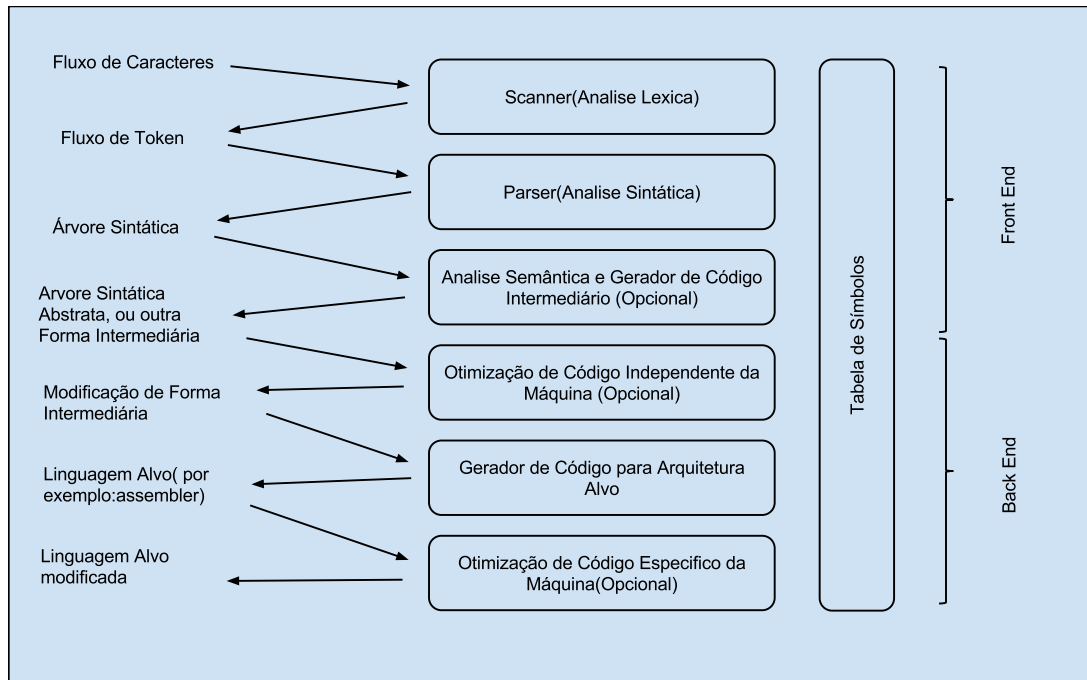 Fluxo de Caracteres
Scanner(Analise Lexica)
Fluxo de Token
Parser(Analise Sintática)
Árvore Sintática
Analise Semântica e Gerador de Código
Intermediário (Opcional)
Arvore Sintática
Abstrata, ou outra
Forma Intermediária
Otimização de Código Independente da
Máquina (Opcional)
Modificação de Forma
Intermediária
Gerador de Código para Arquitetura
Alvo
Linguagem Alvo( por
exemplo:assembler)
Otimização de Código Especifico da
Máquina(Opcional)
Linguagem Alvo
modificada
Tabela de Símbolos
Front End
Back End